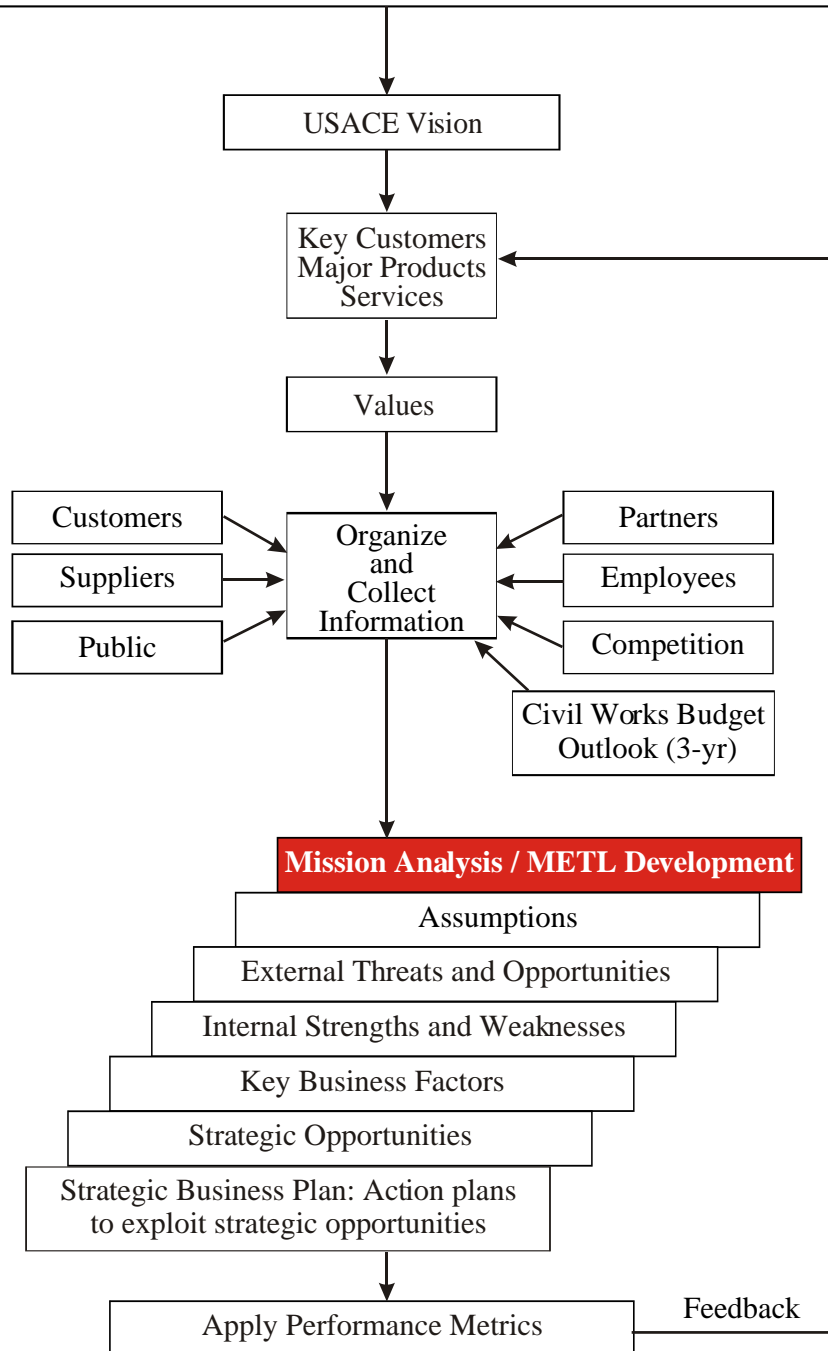 USACE Vision
Key Customers
Major Products
Services
Values
Customers
Suppliers
Public
Organize
and
Collect
Information
Partners
Employees
Competition
Civil Works Budget
Outlook (3-yr)
Mission Analysis / METL Development
Assumptions
External Threats and Opportunities
Internal Strengths and Weaknesses
Key Business Factors
Strategic Opportunities
Strategic Business Plan: Action plans
to exploit strategic opportunities
Apply Performance Metrics
Feedback